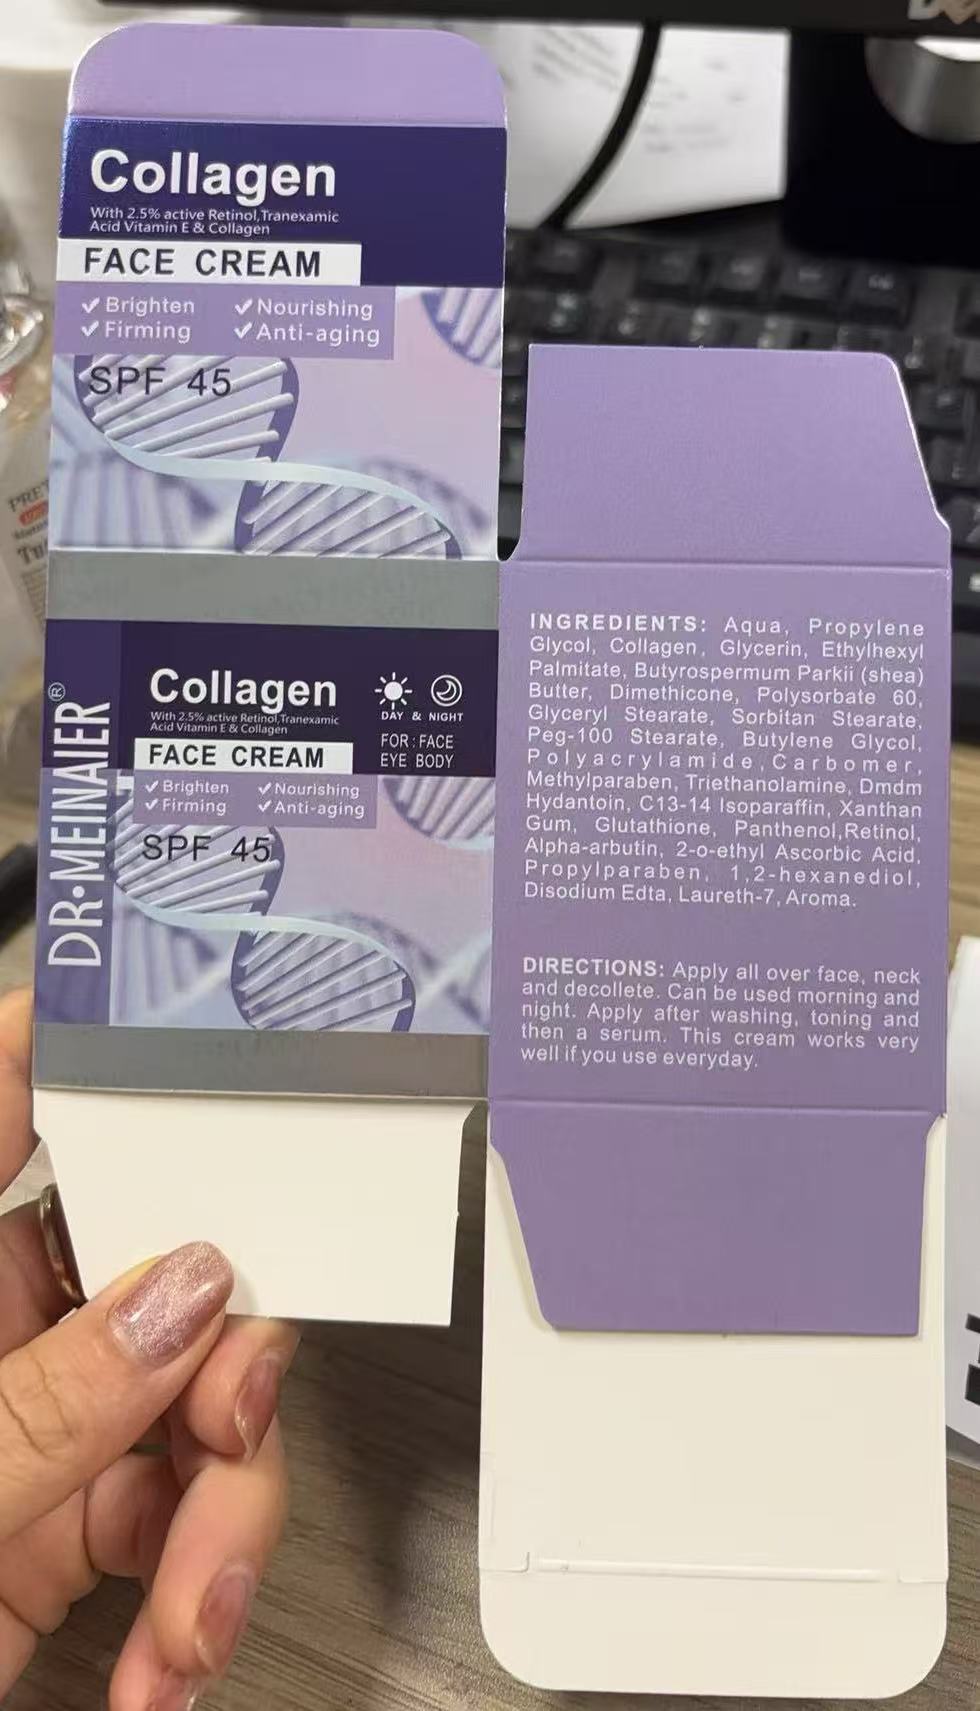 Collagen
With 2.5% active Retinol,Tranexamic
Acid Vitamin E & Collagen
FACE CREAM
✓ Brighten ✓ Nourishing
✓ Firming ✓ Anti-aging
SPF 45
DR·MEINAIER®
Collagen
With 2.5% active Retinol,Tranexamic
Acid Vitamin E & Collagen
FACE CREAM
DAY & NIGHT
FOR : FACE
EYE BODY
✓ Brighten ✓ Nourishing
✓ Firming ✓ Anti-aging
SPF 45
INGREDIENTS: Aqua, Propylene
Glycol, Collagen, Glycerin, Ethylhexyl
Palmitate, Butyrospermum Parkii (shea)
Butter, Dimethicone, Polysorbate 60,
Glyceryl Stearate, Sorbitan Stearate,
Peg-100 Stearate, Butylene Glycol,
Polyacrylamide, Carbomer,
Methylparaben, Triethanolamine, Dmdm
Hydantoin, C13-14 Isoparaffin, Xanthan
Gum, Glutathione, Panthenol,Retinol,
Alpha-arbutin, 2-o-ethyl Ascorbic Acid,
Propylparaben, 1,2-hexanediol,
Disodium Edta, Laureth-7, Aroma.
DIRECTIONS: Apply all over face, neck
and decollete. Can be used morning and
night. Apply after washing, toning and
then a serum. This cream works very
well if you use everyday.